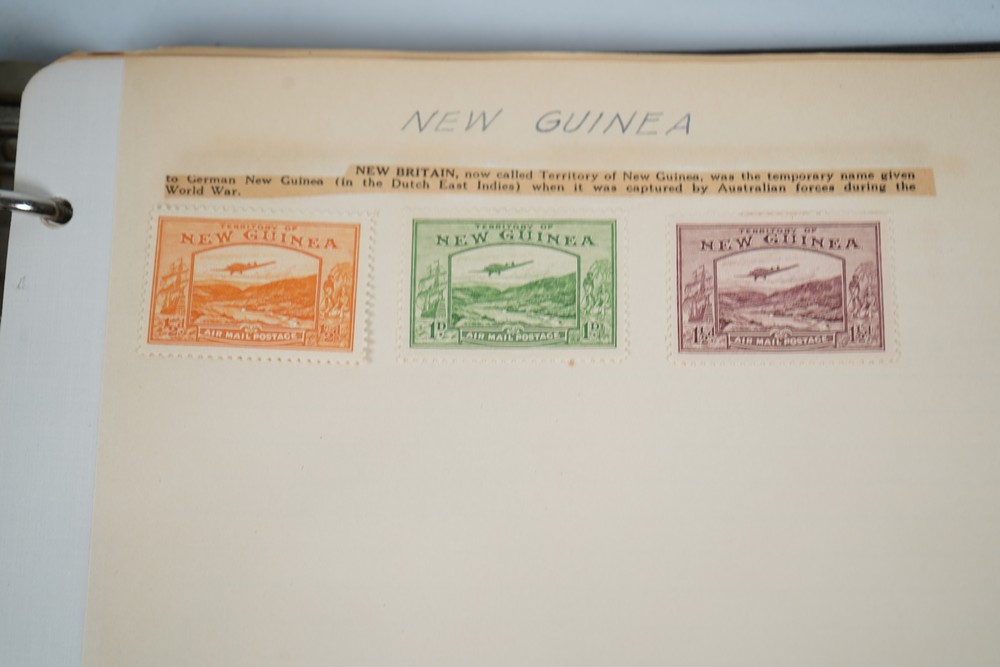 NEW GUINEA
NEW BRITAIN, now called Territory of New Guinea, was the temporary name given
to German New Guinea (in the Dutch East Indies) when it was captured by Australian forces during the
World War.
TERRITORY OF
NEW GUINEA
AIR MAIL POSTAGE
TERRITORY OF
NEW GUINEA
1D 1D
AIR MAIL POSTAGE
TERRITORY OF
NEW GUINEA
1½d 1½d
AIR MAIL POSTAGE